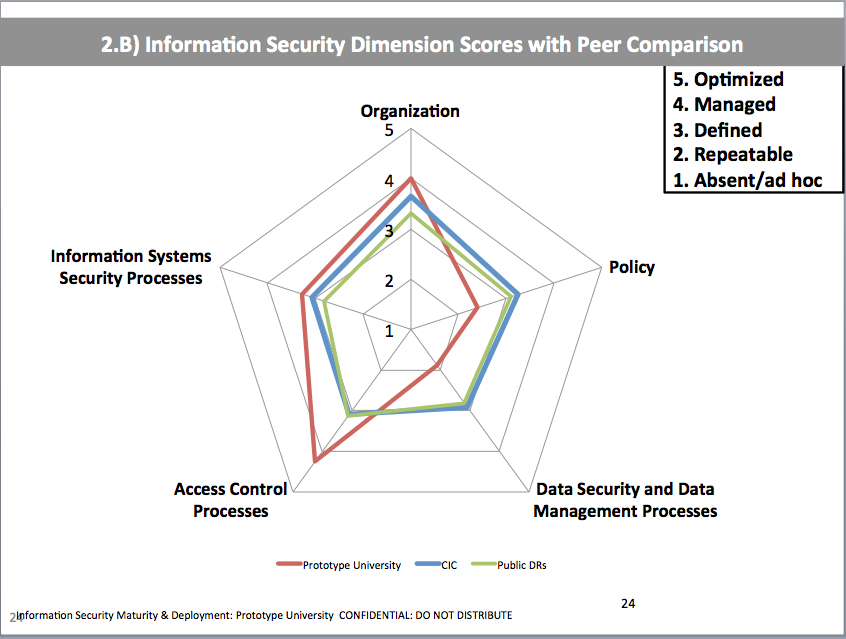 2.B) Information Security Dimension Scores with Peer Comparison
5. Optimized
4. Managed
3. Defined
2. Repeatable
1. Absent/ad hoc
Organization
5
4
3
2
1
Information Systems
Security Processes
Policy
Access Control
Processes
Data Security and Data
Management Processes
Prototype University
CIC
Public DRs
24
24
Information Security Maturity & Deployment: Prototype University CONFIDENTIAL: DO NOT DISTRIBUTE